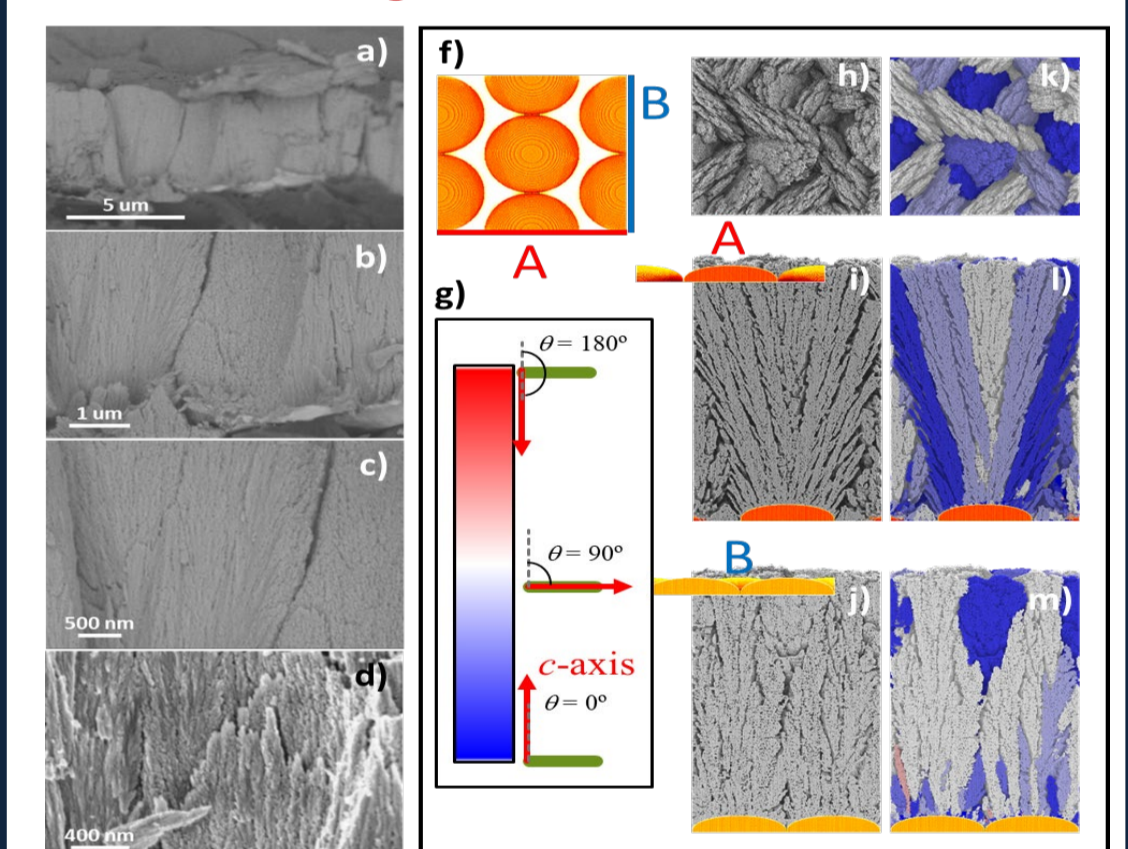 a)
5 um
b)
1 um
c)
500 nm
d)
400 nm
f)
B
A
g)
θ = 180º
θ = 90º
c-axis
θ = 0º
h)
k)
A
i)
l)
B
j)
m)